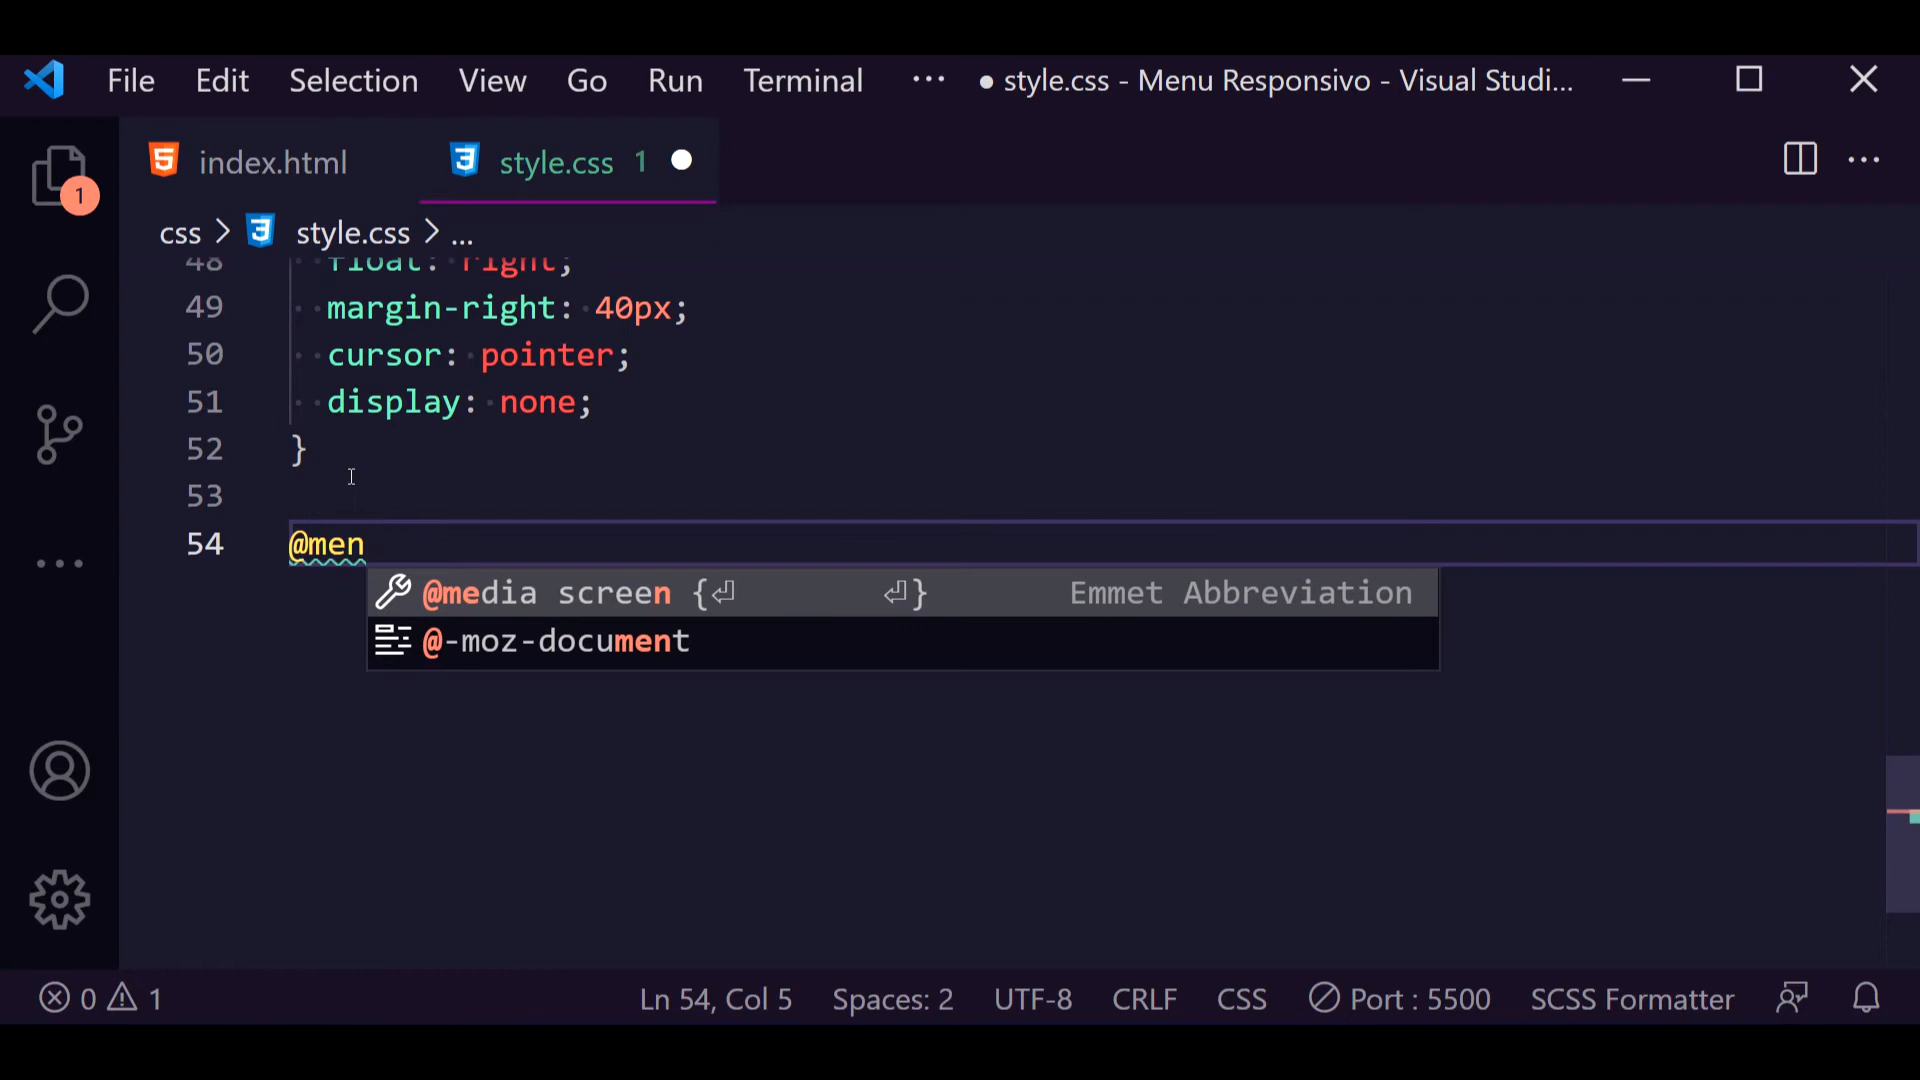 File Edit Selection View Go Run Terminal ··· ● style.css - Menu Responsivo - Visual Studi...
index.html style.css 1
1
css > style.css > ...
48 float: right;
49 margin-right: 40px;
50 cursor: pointer;
51 display: none;
52 }
53
54 @men
@media screen {⏎ ⏎} Emmet Abbreviation
@-moz-document
0 1 Ln 54, Col 5 Spaces: 2 UTF-8 CRLF CSS Port : 5500 SCSS Formatter